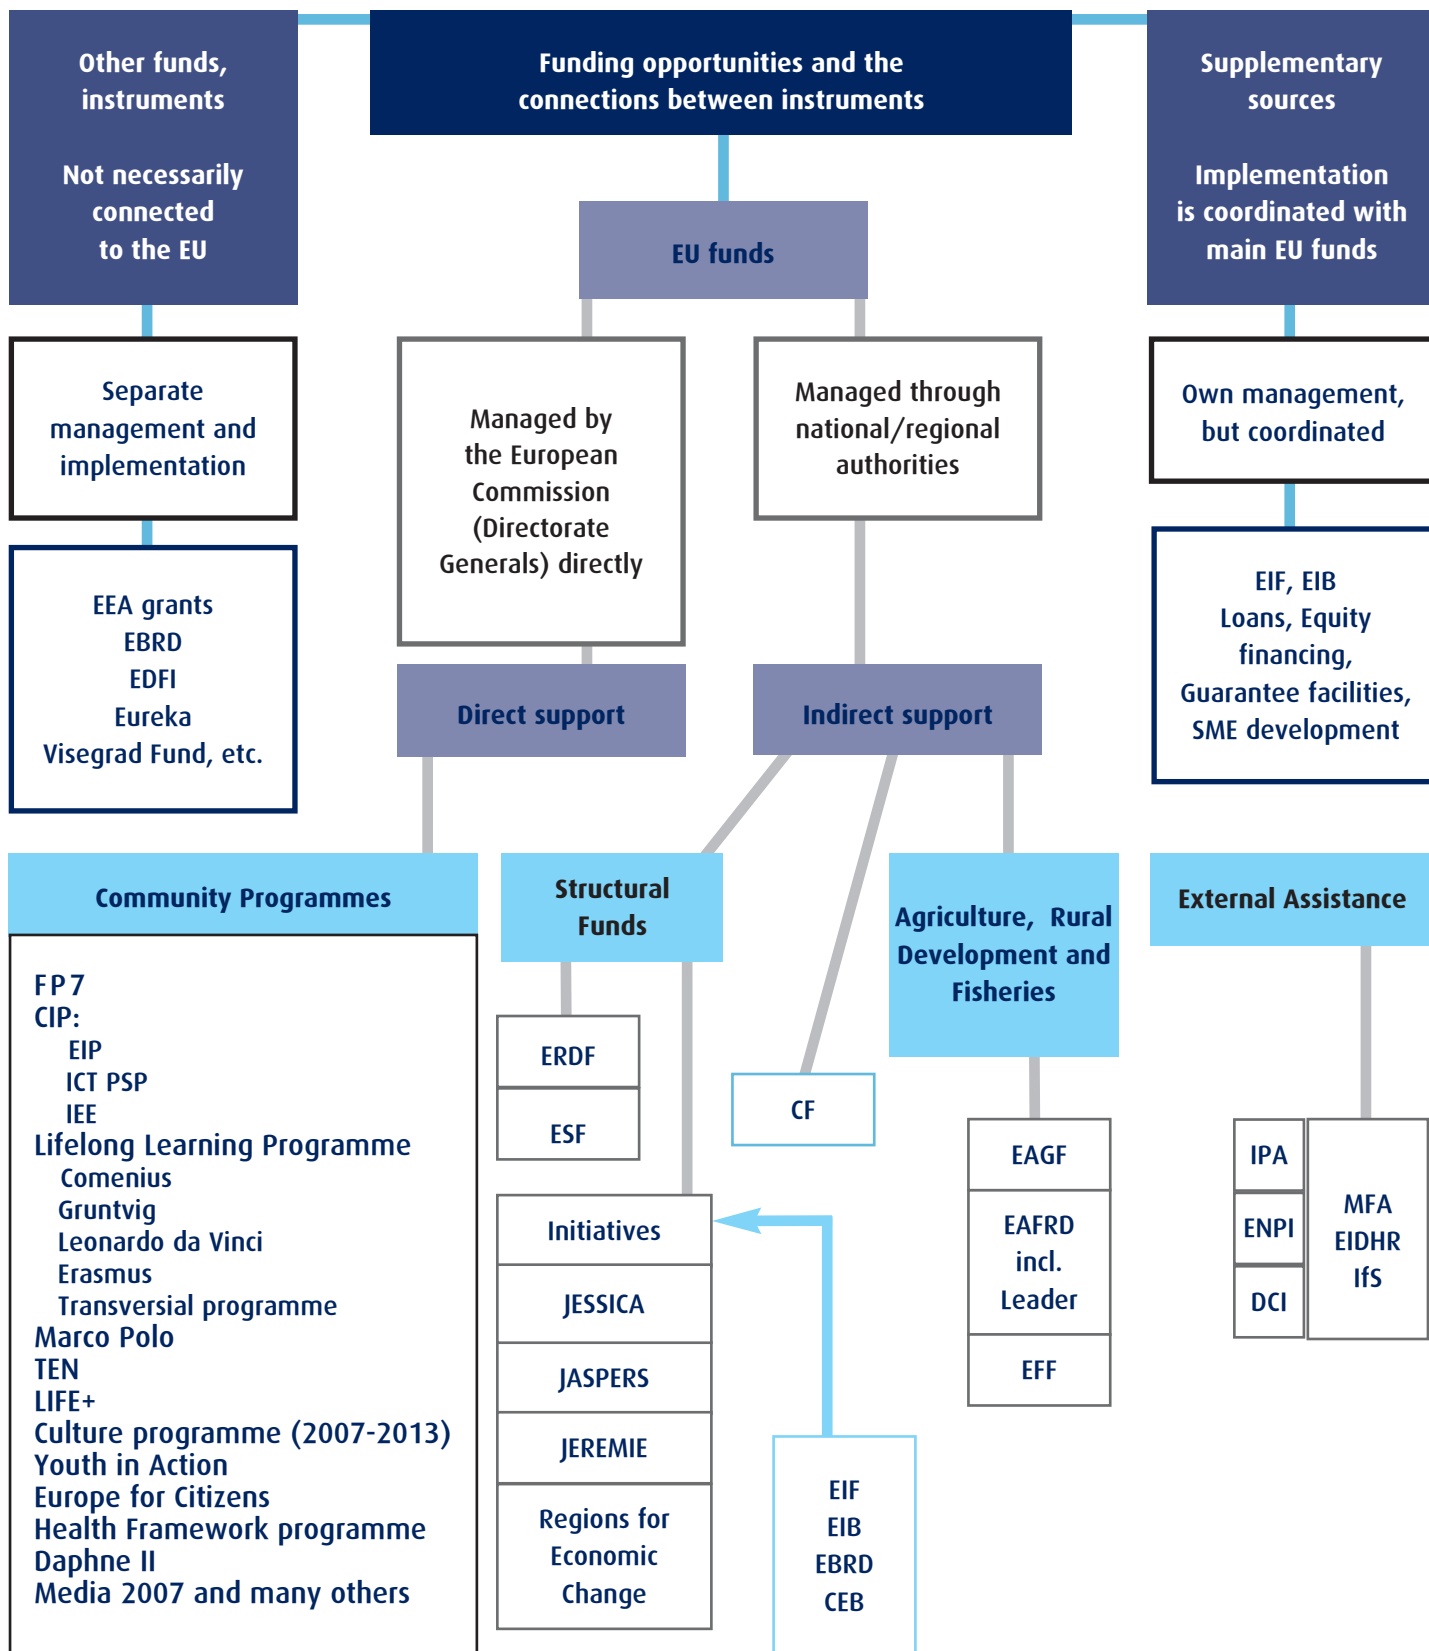 Other funds,
instruments
Not necessarily
connected
to the EU
Funding opportunities and the
connections between instruments
Supplementary
sources
Implementation
is coordinated with
main EU funds
EU funds
Separate
management and
implementation
Managed by
the European
Commission
(Directorate
Generals) directly
Managed through
national/regional
authorities
Own management,
but coordinated
EEA grants
EBRD
EDFI
Eureka
Visegrad Fund, etc.
Direct support
Indirect support
EIF, EIB
Loans, Equity
financing,
Guarantee facilities,
SME development
Community Programmes
FP7
CIP:
EIP
ICT PSP
IEE
Lifelong Learning Programme
Comenius
Gruntvig
Leonardo da Vinci
Erasmus
Transversial programme
Marco Polo
TEN
LIFE+
Culture programme (2007-2013)
Youth in Action
Europe for Citizens
Health Framework programme
Daphne II
Media 2007 and many others
Structural
Funds
ERDF
ESF
Initiatives
JESSICA
JASPERS
JEREMIE
Regions for
Economic
Change
CF
EIF
EIB
EBRD
CEB
Agriculture, Rural
Development and
Fisheries
EAGF
EAFRD
incl.
Leader
EFF
External Assistance
IPA
ENPI
DCI
MFA
EIDHR
IfS